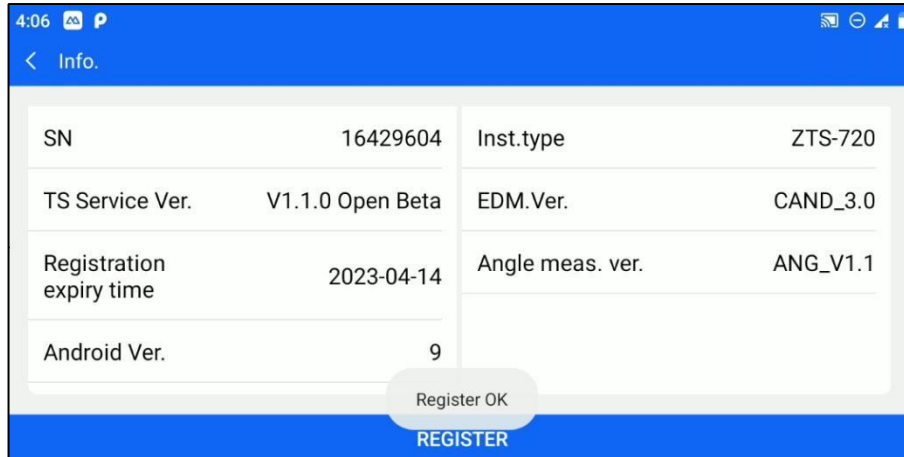 4:06
Info.
SN 16429604
TS Service Ver. V1.1.0 Open Beta
Registration
expiry time 2023-04-14
Android Ver. 9
Inst.type ZTS-720
EDM.Ver. CAND_3.0
Angle meas. ver. ANG_V1.1
Register OK
REGISTER